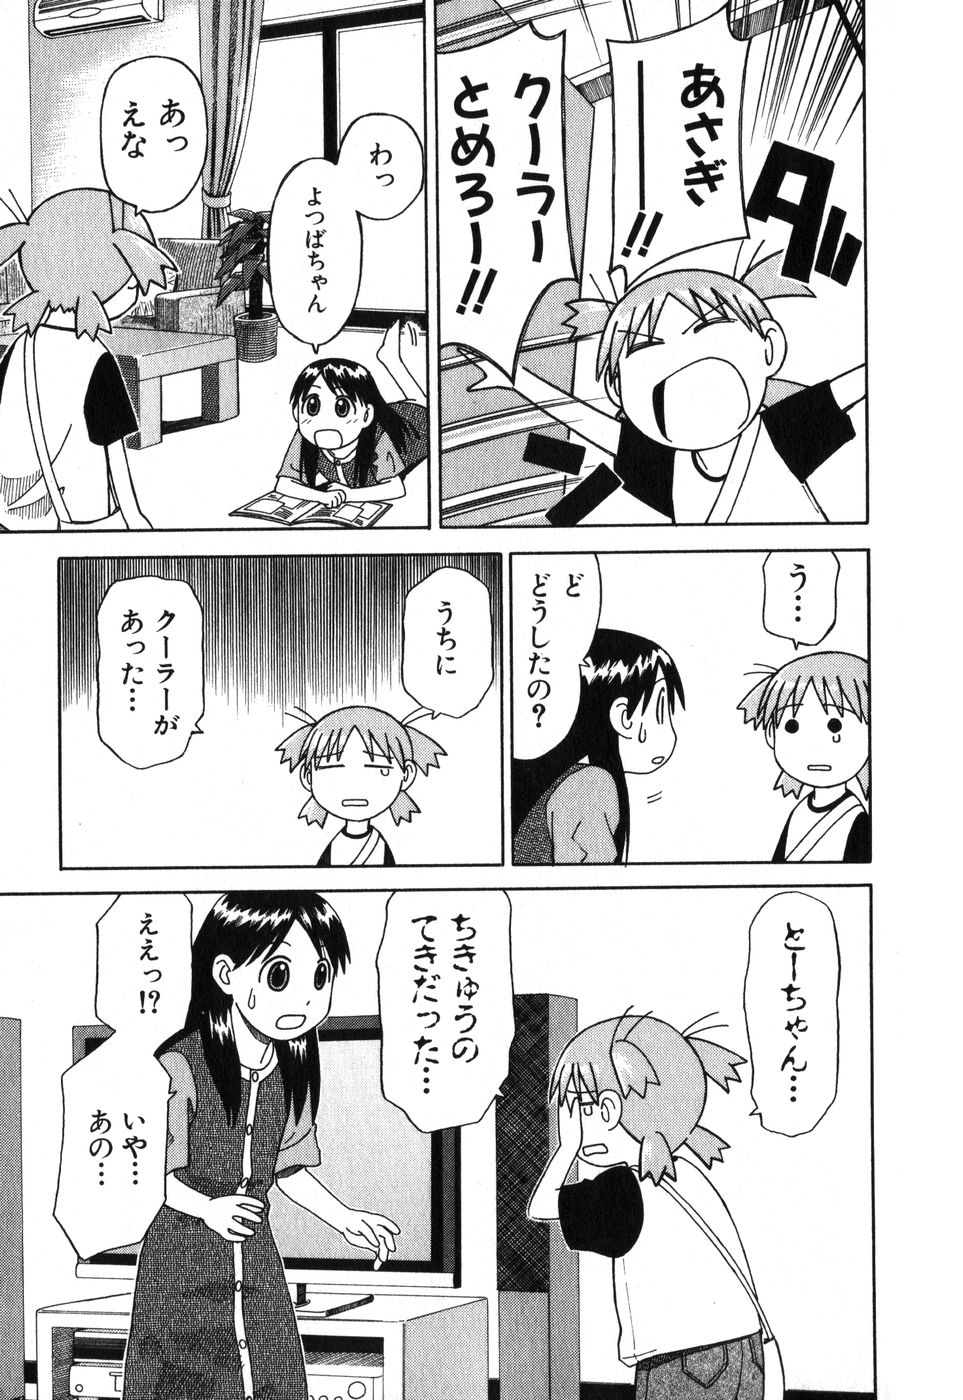 あさぎ
ーーー!!
クーラー
とめろー!!
ダッ
わっ
よつばちゃん
あっ
えな
う…
ど
どうしたの?
うちに
クーラーが
あった…
とーちゃん…
ちきゅうの
てきだった…
ええっ!?
いや…
あの…